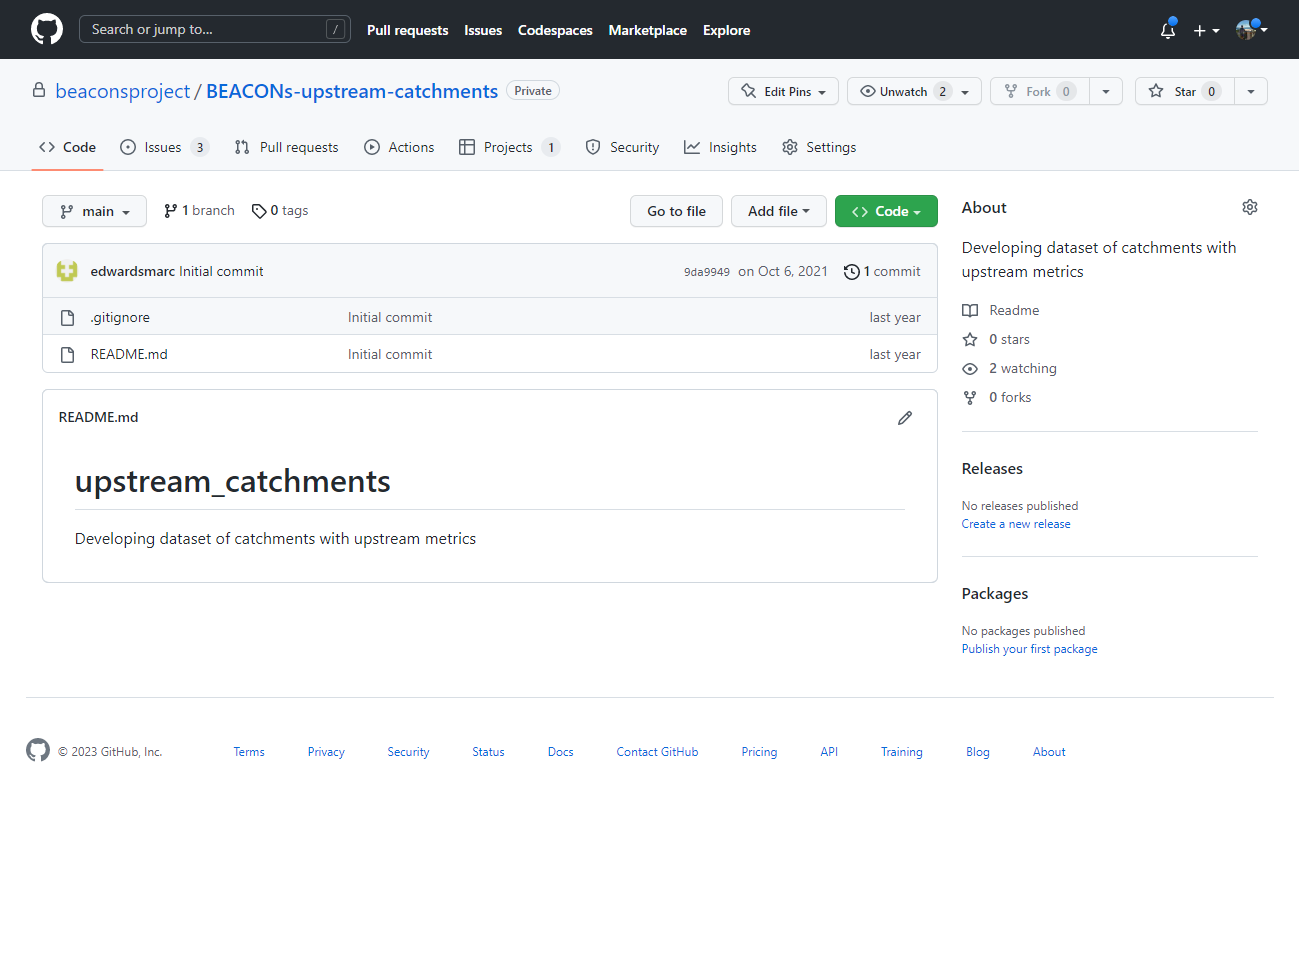 Search or jump to... /
Pull requests Issues Codespaces Marketplace Explore
beaconsproject / BEACONs-upstream-catchments Private
Edit Pins Unwatch 2 Fork 0 Star 0
Code Issues 3 Pull requests Actions Projects 1 Security Insights Settings
main 1 branch 0 tags Go to file Add file Code
edwardsmarc Initial commit 9da9949 on Oct 6, 2021 1 commit
.gitignore Initial commit last year
README.md Initial commit last year
README.md
upstream_catchments
Developing dataset of catchments with upstream metrics
About
Developing dataset of catchments with
upstream metrics
Readme
0 stars
2 watching
0 forks
Releases
No releases published
Create a new release
Packages
No packages published
Publish your first package
© 2023 GitHub, Inc. Terms Privacy Security Status Docs Contact GitHub Pricing API Training Blog About